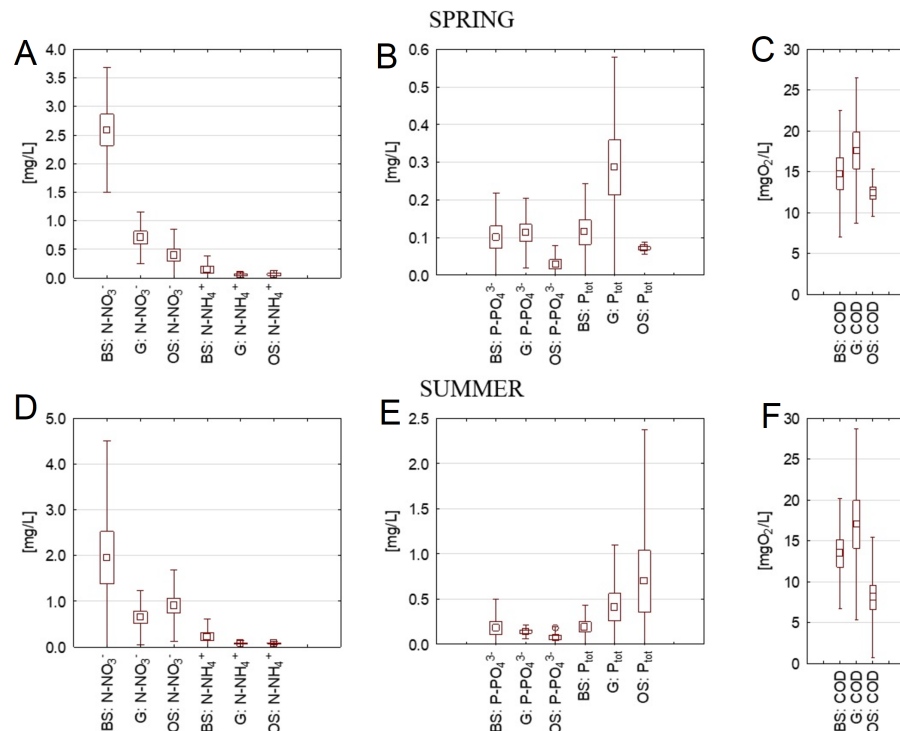 SPRING
A
4.0
3.5
3.0
2.5
2.0
1.5
1.0
0.5
0.0
[mg/L]
BS: N-NO3-
G: N-NO3-
OS: N-NO3-
BS: N-NH4+
G: N-NH4+
OS: N-NH4+
B
0.6
0.5
0.4
0.3
0.2
0.1
0.0
[mg/L]
BS: P-PO43-
G: P-PO43-
OS: P-PO43-
BS: Ptot
G: Ptot
OS: Ptot
C
30
25
20
15
10
5
0
[mgO2/L]
BS: COD
G: COD
OS: COD
SUMMER
D
5.0
4.0
3.0
2.0
1.0
0.0
[mg/L]
BS: N-NO3-
G: N-NO3-
OS: N-NO3-
BS: N-NH4+
G: N-NH4+
OS: N-NH4+
E
2.5
2.0
1.5
1.0
0.5
0.0
[mg/L]
BS: P-PO43-
G: P-PO43-
OS: P-PO43-
BS: Ptot
G: Ptot
OS: Ptot
F
30
25
20
15
10
5
0
[mgO2/L]
BS: COD
G: COD
OS: COD